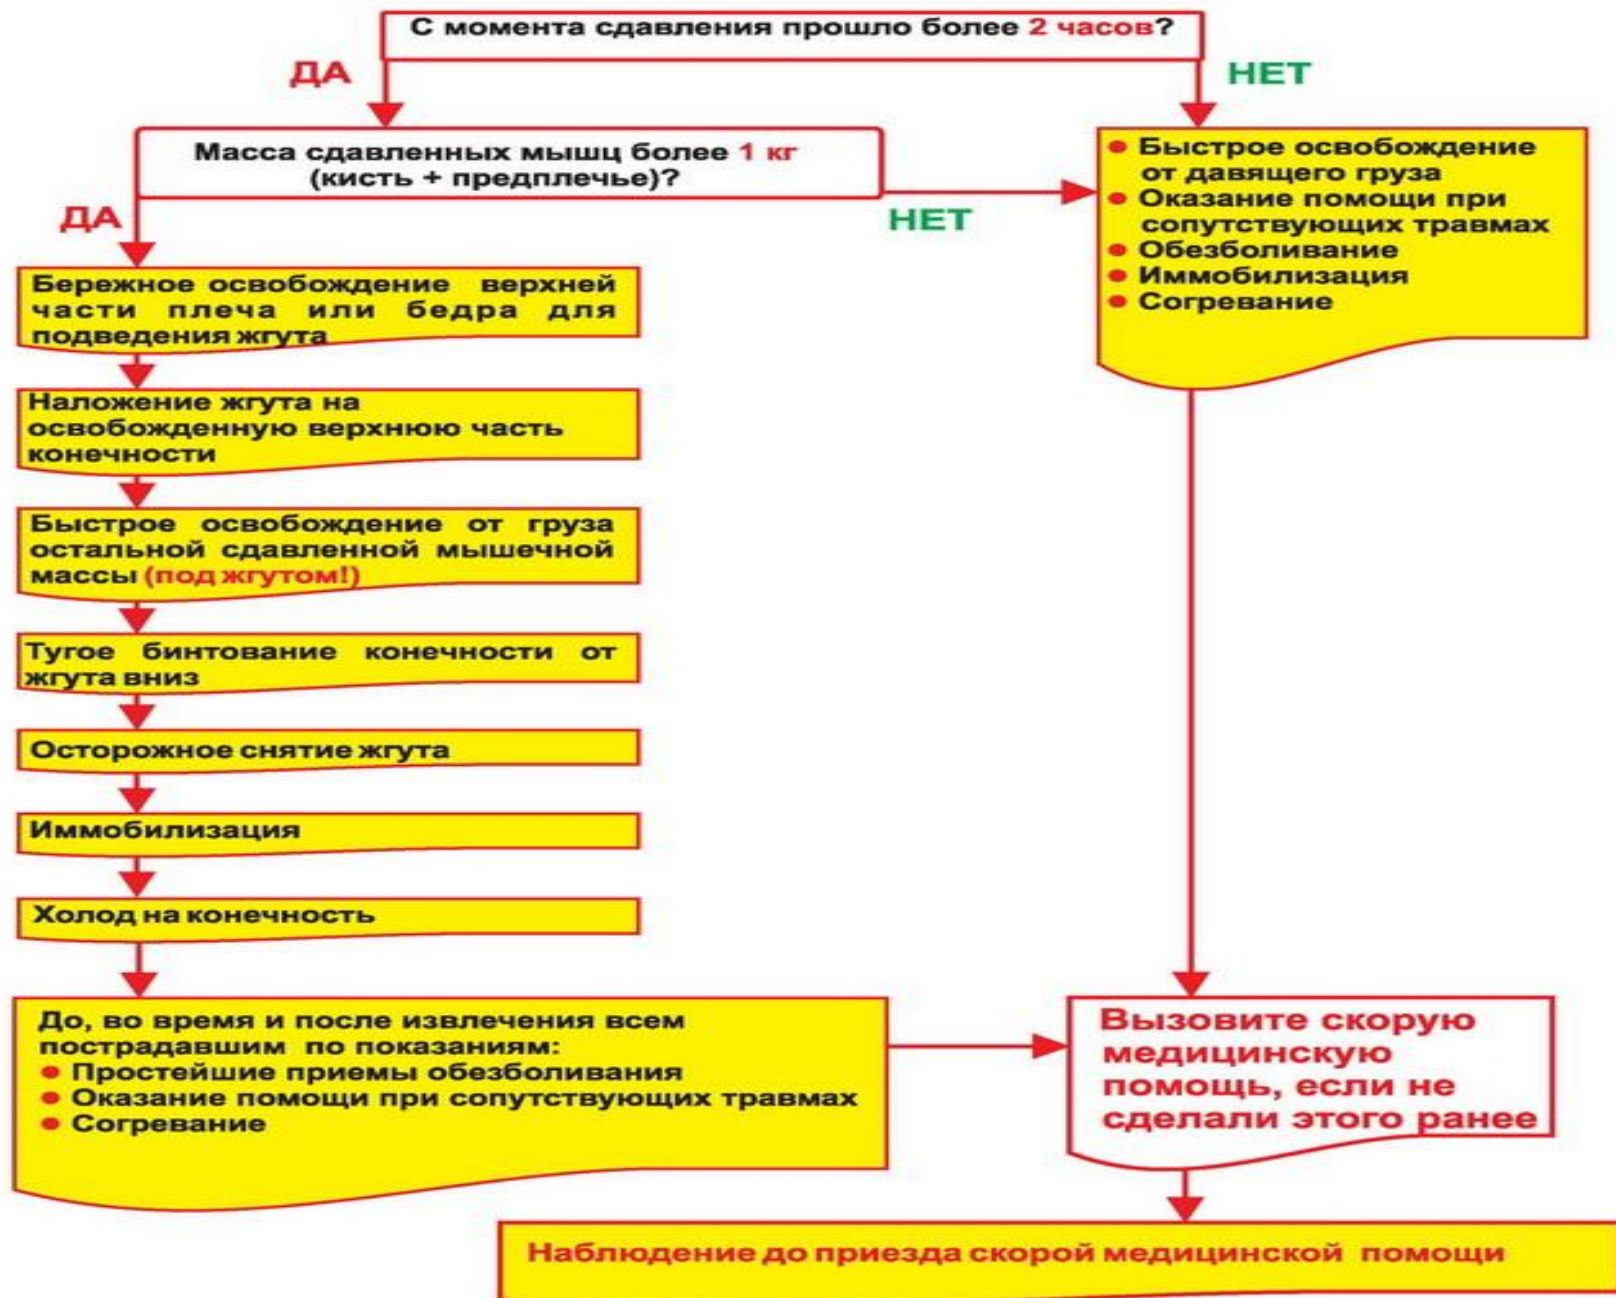 С момента сдавления прошло более 2 часов?
ДА
НЕТ
Масса сдавленных мышц более 1 кг
(кисть + предплечье)?
ДА
НЕТ
• Быстрое освобождение
от давящего груза
• Оказание помощи при
сопутствующих травмах
• Обезболивание
• Иммобилизация
• Согревание
Бережное освобождение верхней
части плеча или бедра для
подведения жгута
Наложение жгута на
освобожденную верхнюю часть
конечности
Быстрое освобождение от груза
остальной сдавленной мышечной
массы (под жгутом!)
Тугое бинтование конечности от
жгута вниз
Осторожное снятие жгута
Иммобилизация
Холод на конечность
До, во время и после извлечения всем
пострадавшим по показаниям:
• Простейшие приемы обезболивания
• Оказание помощи при сопутствующих травмах
• Согревание
Вызовите скорую
медицинскую
помощь, если не
сделали этого ранее
Наблюдение до приезда скорой медицинской помощи